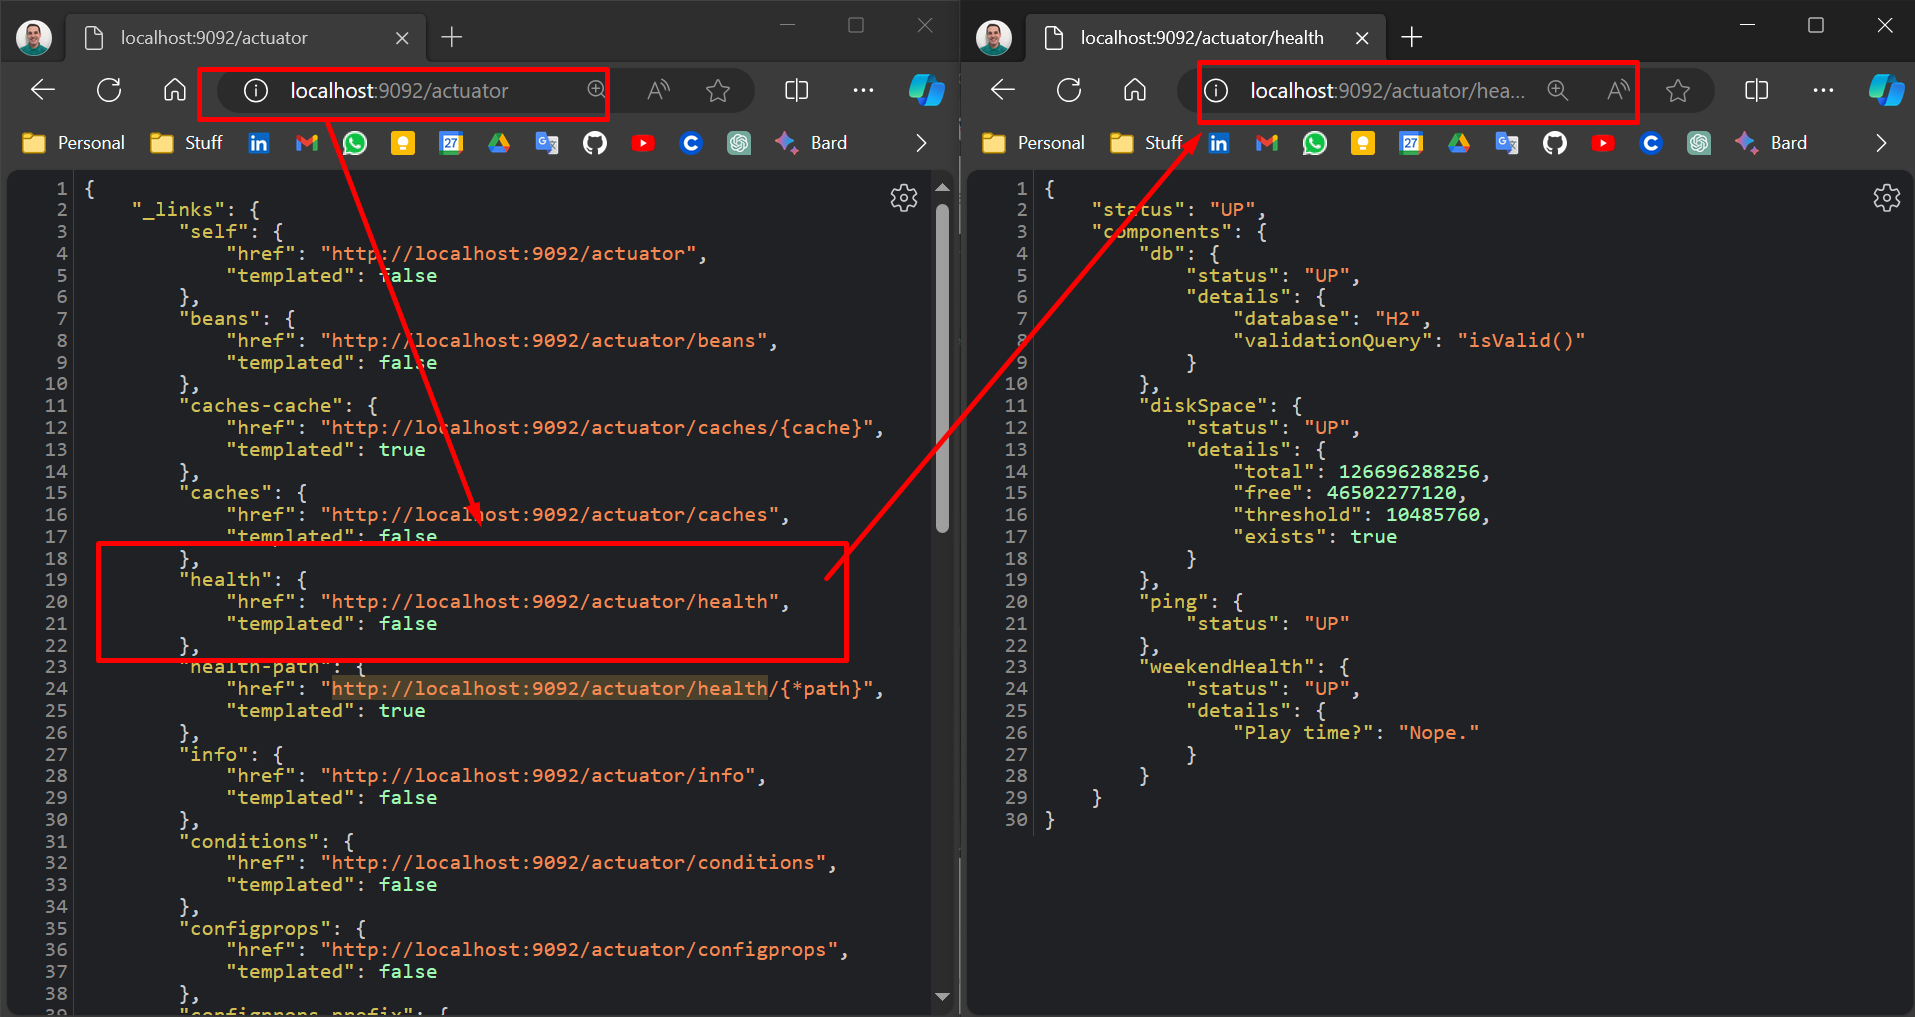 localhost:9092/actuator
localhost:9092/actuator
Personal
Stuff
27
Bard
1 {
2 "_links": {
3 "self": {
4 "href": "http://localhost:9092/actuator",
5 "templated": false
6 },
7 "beans": {
8 "href": "http://localhost:9092/actuator/beans",
9 "templated": false
10 },
11 "caches-cache": {
12 "href": "http://localhost:9092/actuator/caches/{cache}",
13 "templated": true
14 },
15 "caches": {
16 "href": "http://localhost:9092/actuator/caches",
17 "templated": false
18 },
19 "health": {
20 "href": "http://localhost:9092/actuator/health",
21 "templated": false
22 },
23 "health-path": {
24 "href": "http://localhost:9092/actuator/health/{*path}",
25 "templated": true
26 },
27 "info": {
28 "href": "http://localhost:9092/actuator/info",
29 "templated": false
30 },
31 "conditions": {
32 "href": "http://localhost:9092/actuator/conditions",
33 "templated": false
34 },
35 "configprops": {
36 "href": "http://localhost:9092/actuator/configprops",
37 "templated": false
38 },
39 "configprops-prefix": {
localhost:9092/actuator/health
localhost:9092/actuator/hea...
Personal
Stuff
27
Bard
1 {
2 "status": "UP",
3 "components": {
4 "db": {
5 "status": "UP",
6 "details": {
7 "database": "H2",
8 "validationQuery": "isValid()"
9 }
10 },
11 "diskSpace": {
12 "status": "UP",
13 "details": {
14 "total": 126696288256,
15 "free": 46502277120,
16 "threshold": 10485760,
17 "exists": true
18 }
19 },
20 "ping": {
21 "status": "UP"
22 },
23 "weekendHealth": {
24 "status": "UP",
25 "details": {
26 "Play time?": "Nope."
27 }
28 }
29 }
30 }